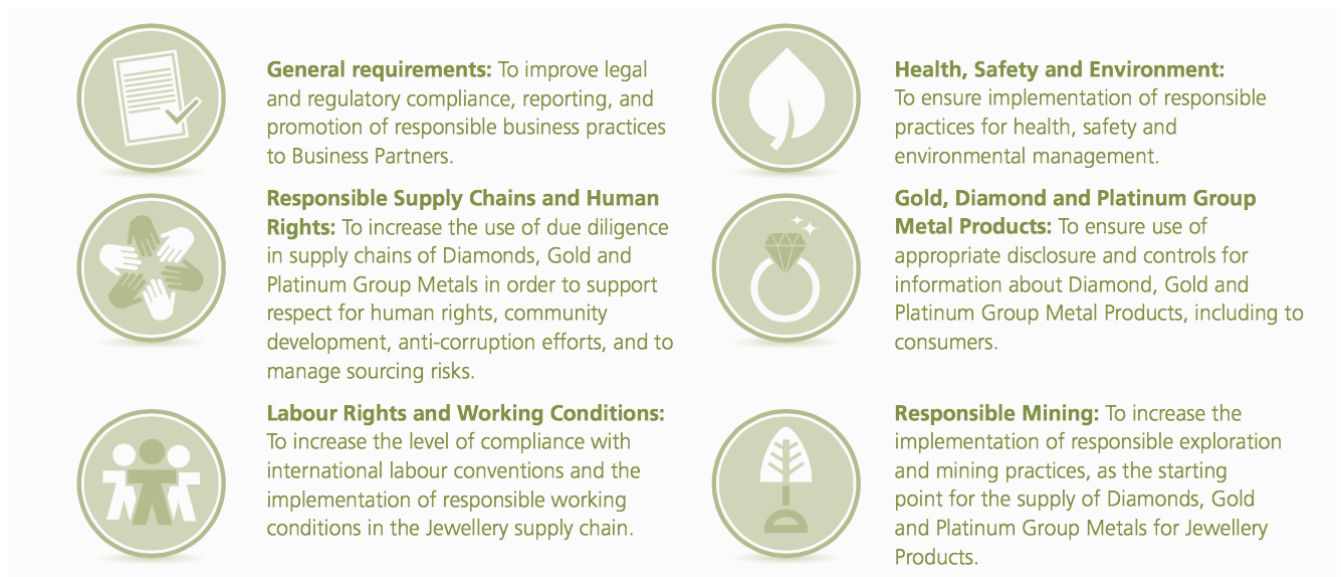 General requirements: To improve legal
and regulatory compliance, reporting, and
promotion of responsible business practices
to Business Partners.
Responsible Supply Chains and Human
Rights: To increase the use of due diligence
in supply chains of Diamonds, Gold and
Platinum Group Metals in order to support
respect for human rights, community
development, anti-corruption efforts, and to
manage sourcing risks.
Labour Rights and Working Conditions:
To increase the level of compliance with
international labour conventions and the
implementation of responsible working
conditions in the Jewellery supply chain.
Health, Safety and Environment:
To ensure implementation of responsible
practices for health, safety and
environmental management.
Gold, Diamond and Platinum Group
Metal Products: To ensure use of
appropriate disclosure and controls for
information about Diamond, Gold and
Platinum Group Metal Products, including to
consumers.
Responsible Mining: To increase the
implementation of responsible exploration
and mining practices, as the starting
point for the supply of Diamonds, Gold
and Platinum Group Metals for Jewellery
Products.